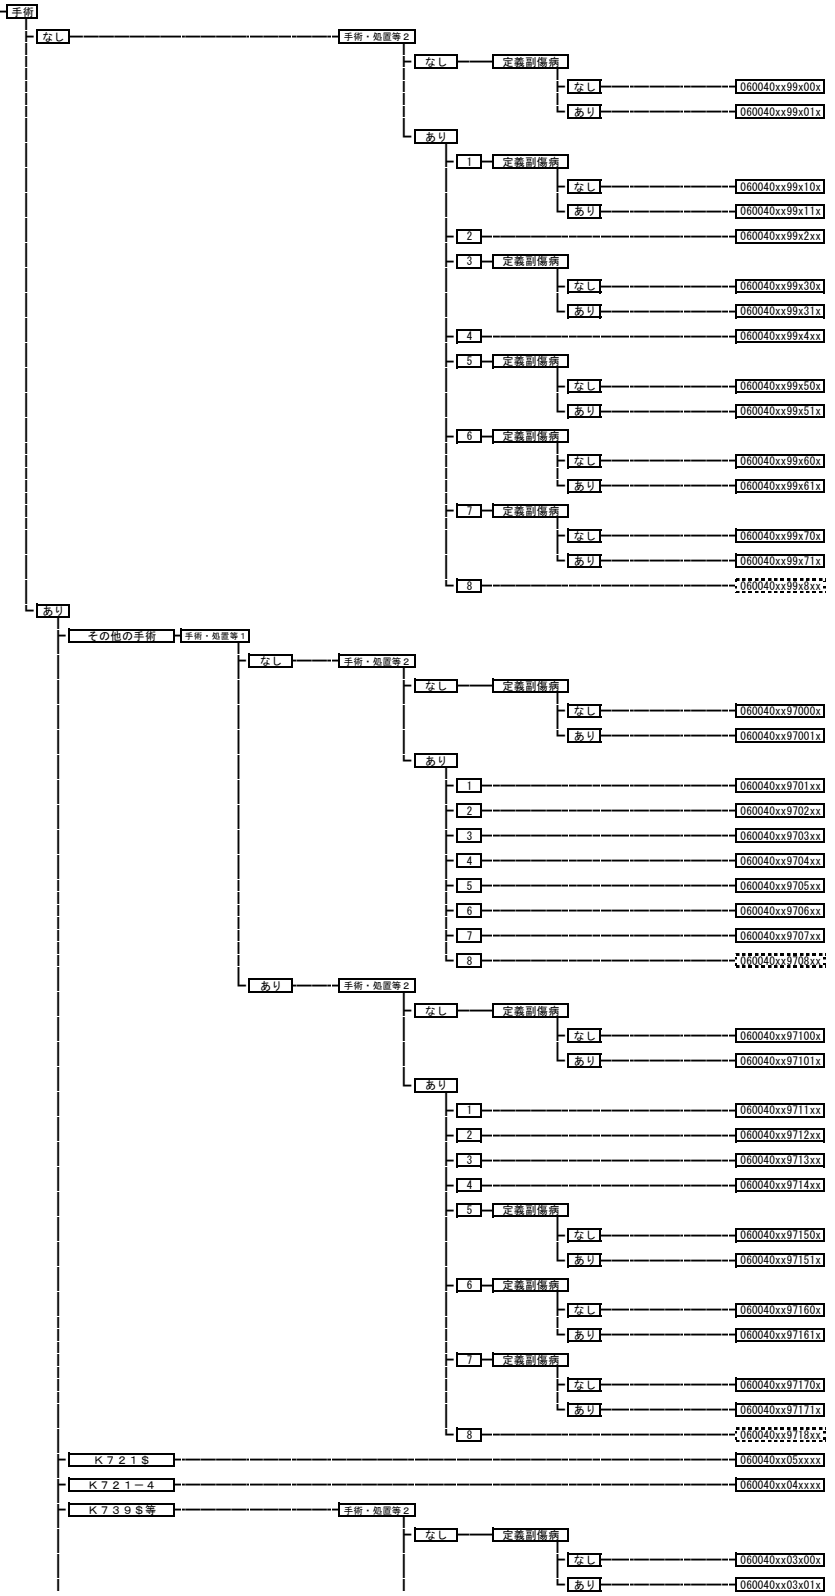 手術
なし 手術・処置等2
なし 定義副傷病
なし 060040xx99x00x
あり 060040xx99x01x
あり
1 定義副傷病
なし 060040xx99x10x
あり 060040xx99x11x
2 060040xx99x2xx
3 定義副傷病
なし 060040xx99x30x
あり 060040xx99x31x
4 060040xx99x4xx
5 定義副傷病
なし 060040xx99x50x
あり 060040xx99x51x
6 定義副傷病
なし 060040xx99x60x
あり 060040xx99x61x
7 定義副傷病
なし 060040xx99x70x
あり 060040xx99x71x
8 060040xx99x8xx
あり
その他の手術 手術・処置等1
なし 手術・処置等2
なし 定義副傷病
なし 060040xx97000x
あり 060040xx97001x
あり
1 060040xx9701xx
2 060040xx9702xx
3 060040xx9703xx
4 060040xx9704xx
5 060040xx9705xx
6 060040xx9706xx
7 060040xx9707xx
8 060040xx9708xx
あり 手術・処置等2
なし 定義副傷病
なし 060040xx97100x
あり 060040xx97101x
あり
1 060040xx9711xx
2 060040xx9712xx
3 060040xx9713xx
4 060040xx9714xx
5 定義副傷病
なし 060040xx97150x
あり 060040xx97151x
6 定義副傷病
なし 060040xx97160x
あり 060040xx97161x
7 定義副傷病
なし 060040xx97170x
あり 060040xx97171x
8 060040xx9718xx
K721$ 060040xx05xxxx
K721-4 060040xx04xxxx
K739$等 手術・処置等2
なし 定義副傷病
なし 060040xx03x00x
あり 060040xx03x01x